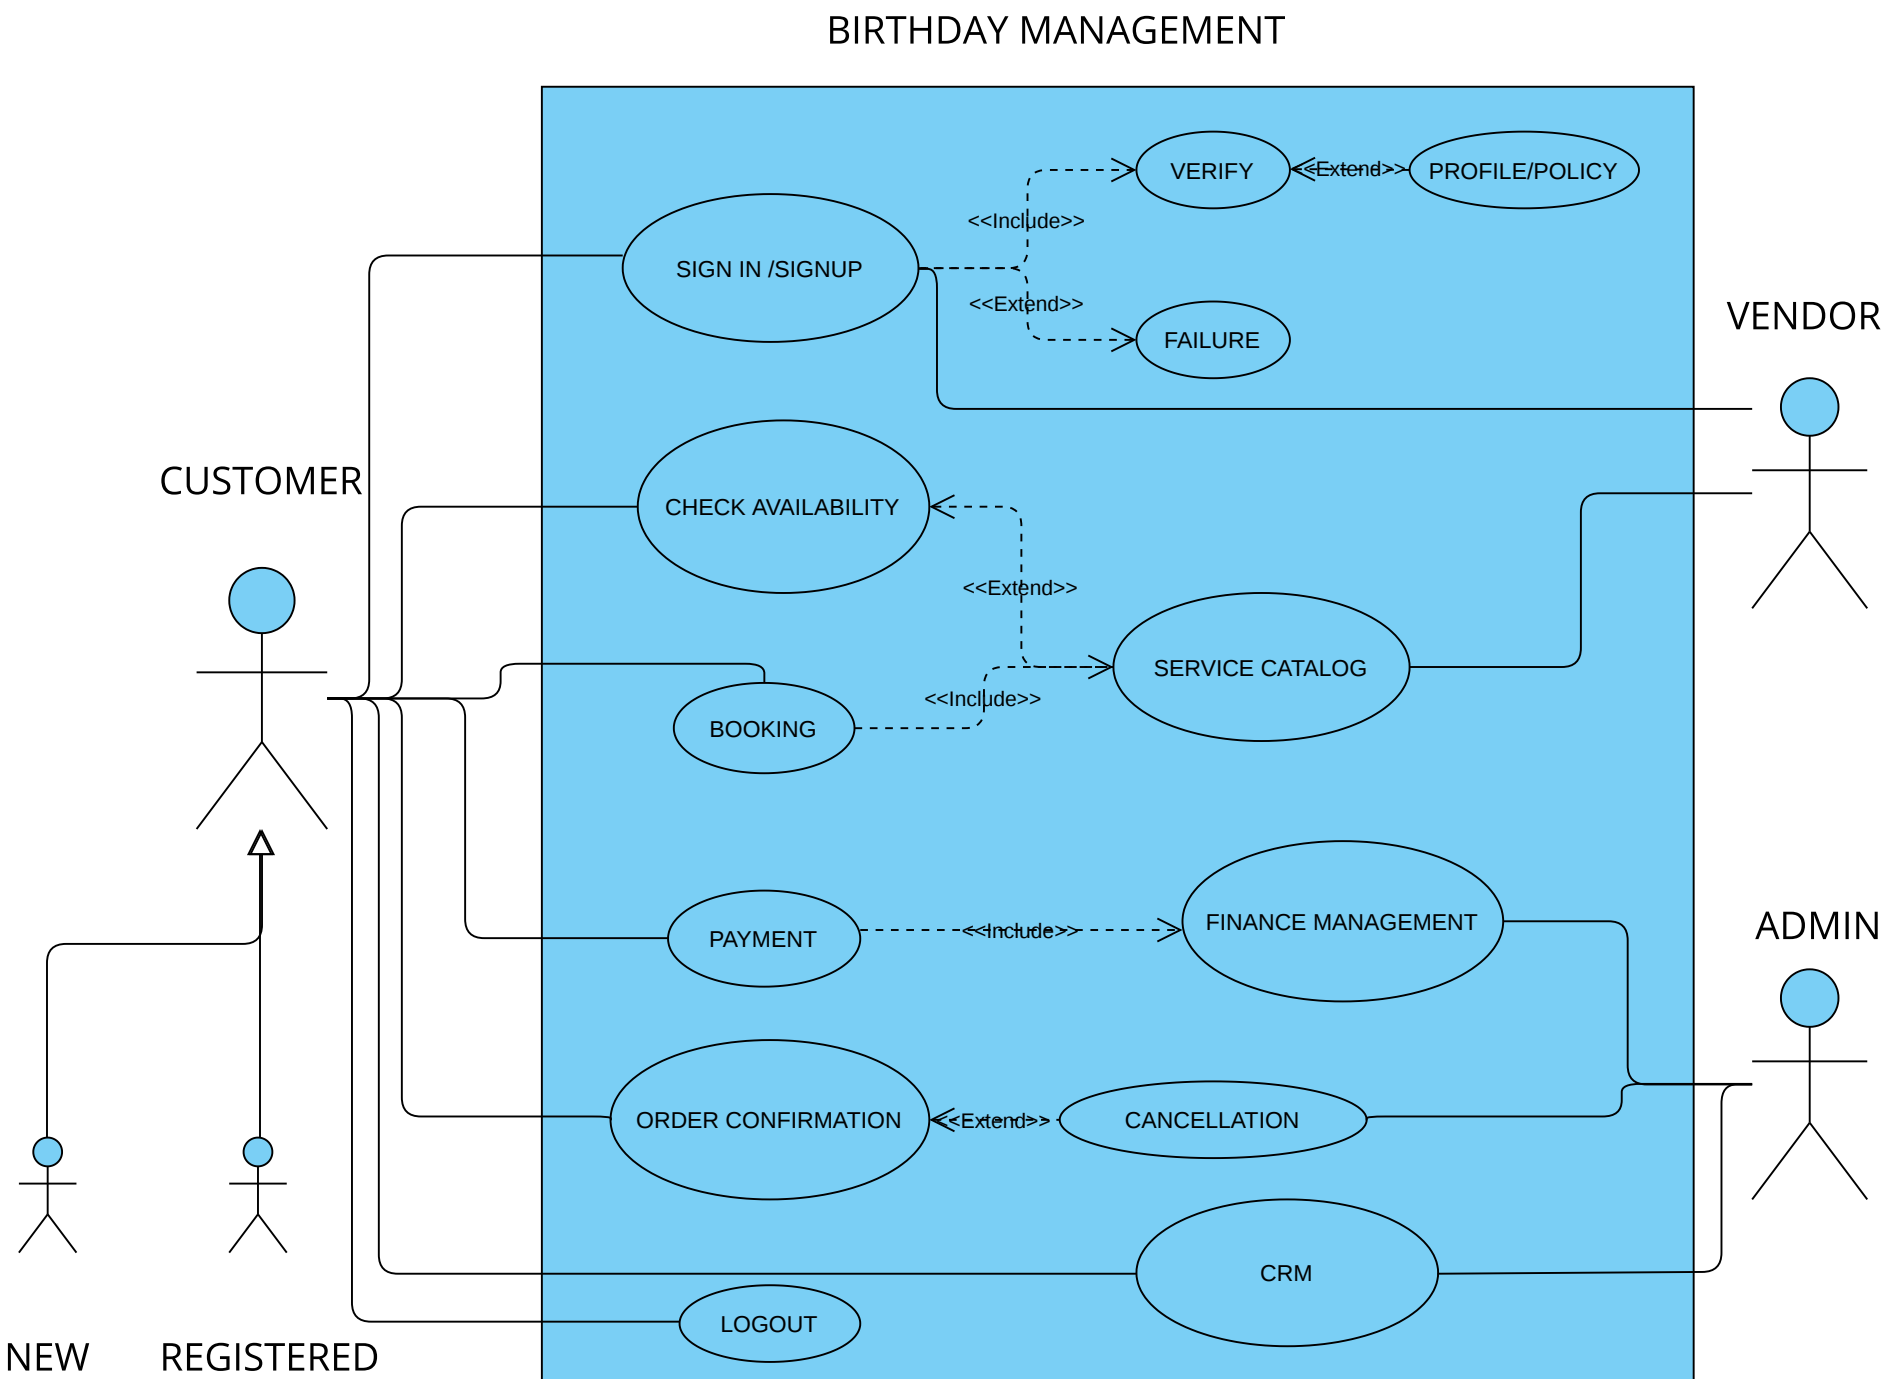 BIRTHDAY MANAGEMENT
VERIFY
<<Extend>>
PROFILE/POLICY
<<Include>>
SIGN IN /SIGNUP
<<Extend>>
FAILURE
VENDOR
CUSTOMER
CHECK AVAILABILITY
<<Extend>>
SERVICE CATALOG
<<Include>>
BOOKING
PAYMENT
<<Include>>
FINANCE MANAGEMENT
ADMIN
ORDER CONFIRMATION
<<Extend>>
CANCELLATION
CRM
LOGOUT
NEW
REGISTERED